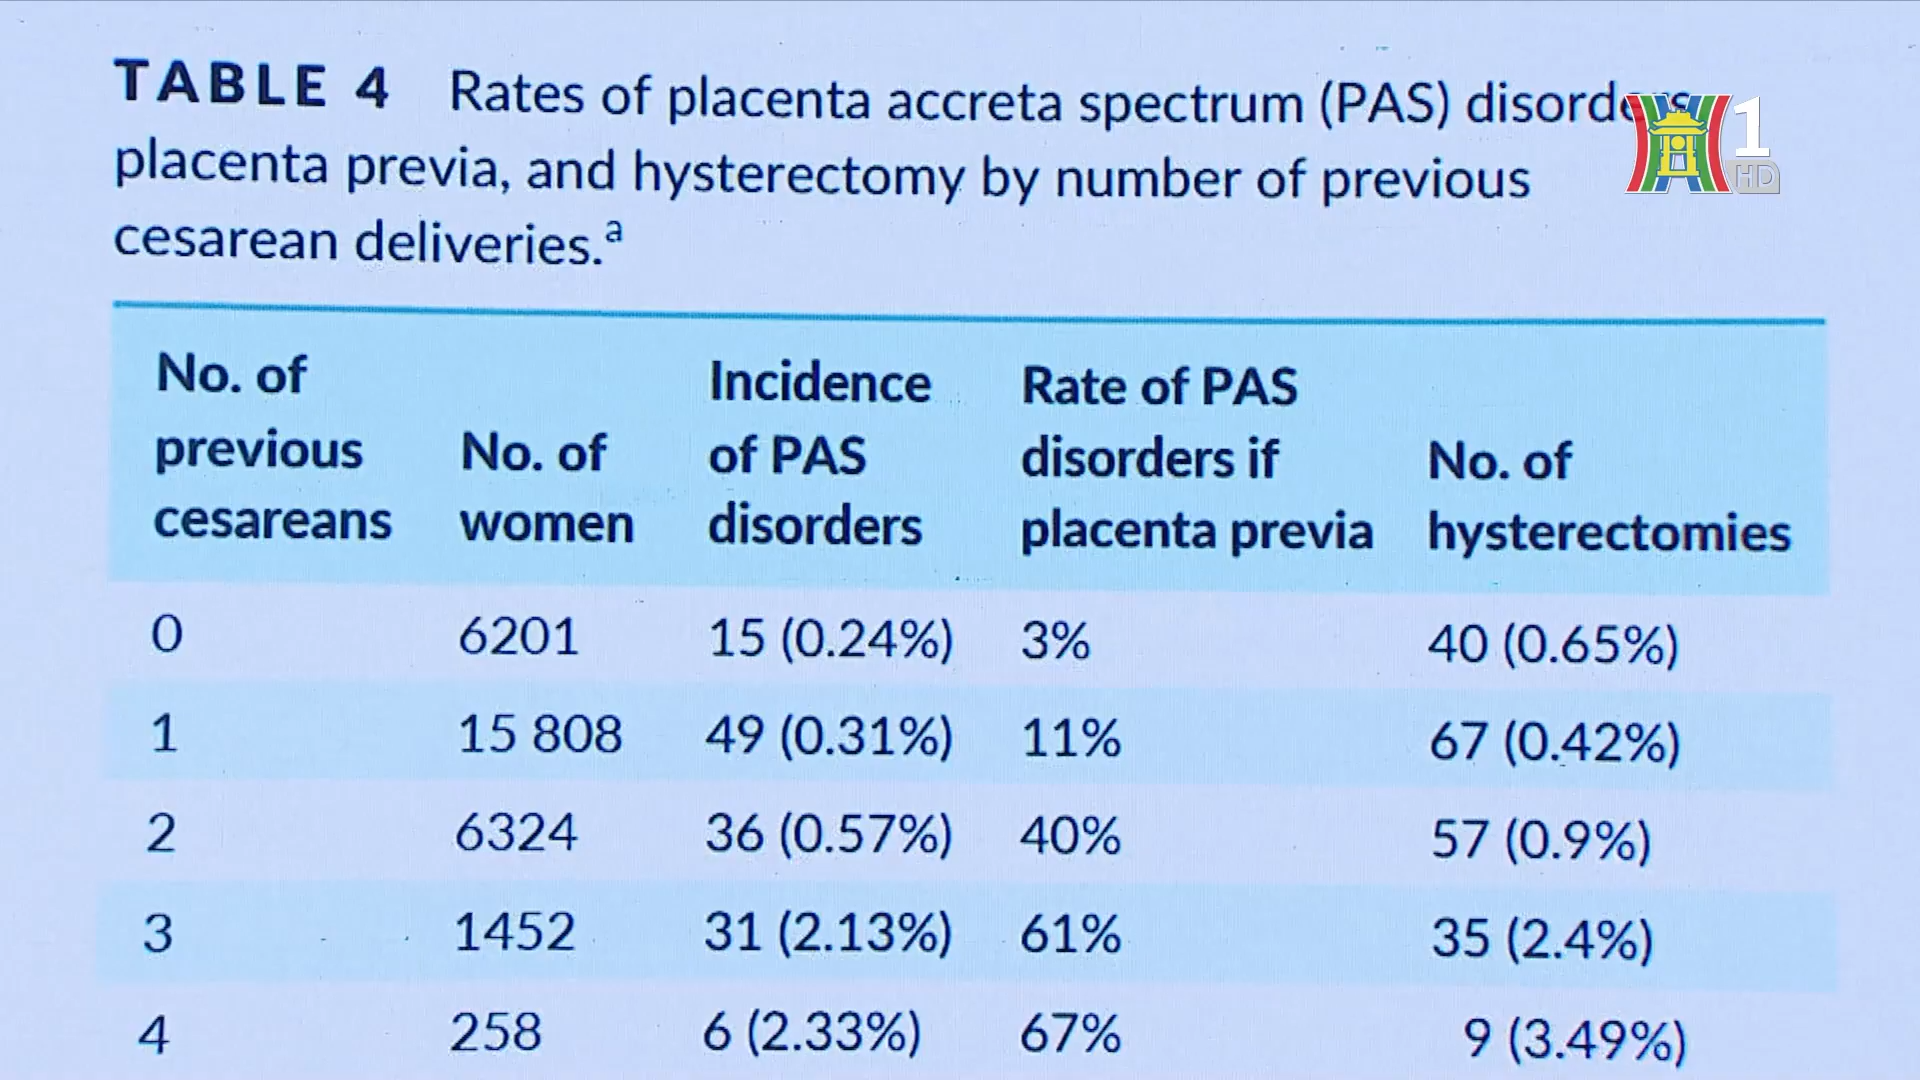 TABLE 4 Rates of placenta accreta spectrum (PAS) disorders,
placenta previa, and hysterectomy by number of previous
cesarean deliveries.ᵃ
1
HD
No. of previous cesareans | No. of women | Incidence of PAS disorders | Rate of PAS disorders if placenta previa | No. of hysterectomies
0 6201 15 (0.24%) 3% 40 (0.65%)
1 15 808 49 (0.31%) 11% 67 (0.42%)
2 6324 36 (0.57%) 40% 57 (0.9%)
3 1452 31 (2.13%) 61% 35 (2.4%)
4 258 6 (2.33%) 67% 9 (3.49%)